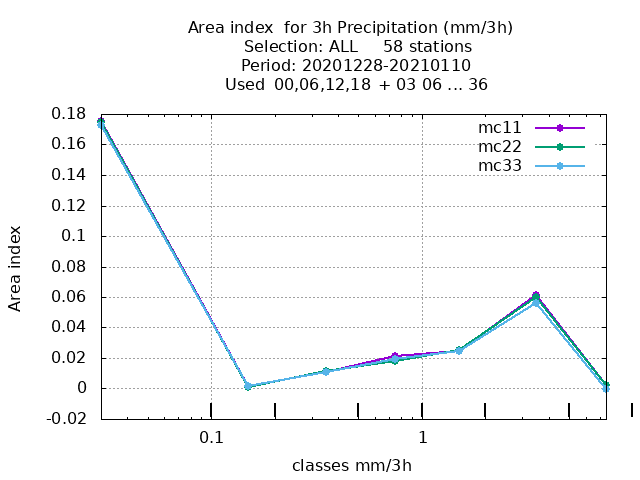 Area index  for 3h Precipitation (mm/3h)
Selection: ALL     58 stations
Period: 20201228-20210110
Used  00,06,12,18  + 03 06 ... 36
0.18
0.16
0.14
0.12
0.1
0.08
0.06
0.04
0.02
0
-0.02
Area index
mc11
mc22
mc33
0.1
1
classes mm/3h